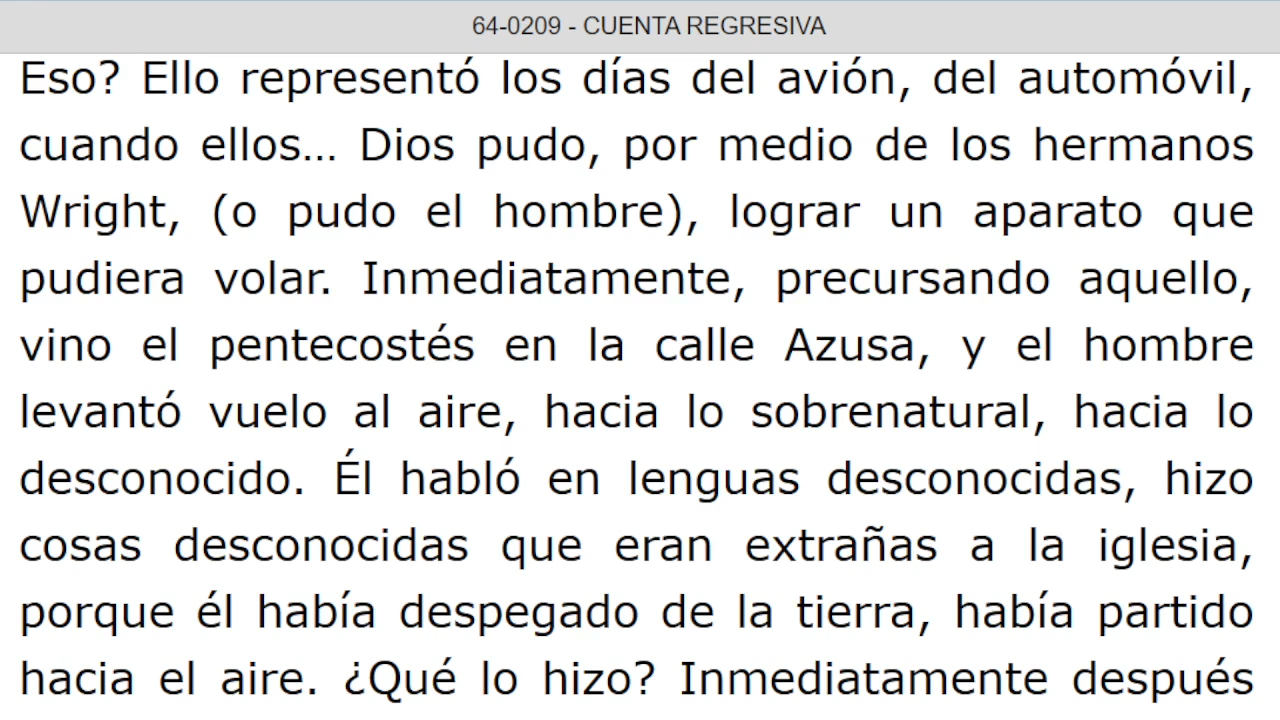 64-0209 - CUENTA REGRESIVA
Eso? Ello representó los días del avión, del automóvil,
cuando ellos... Dios pudo, por medio de los hermanos
Wright, (o pudo el hombre), lograr un aparato que
pudiera volar. Inmediatamente, precursando aquello,
vino el pentecostés en la calle Azusa, y el hombre
levantó vuelo al aire, hacia lo sobrenatural, hacia lo
desconocido. Él habló en lenguas desconocidas, hizo
cosas desconocidas que eran extrañas a la iglesia,
porque él había despegado de la tierra, había partido
hacia el aire. ¿Qué lo hizo? Inmediatamente después